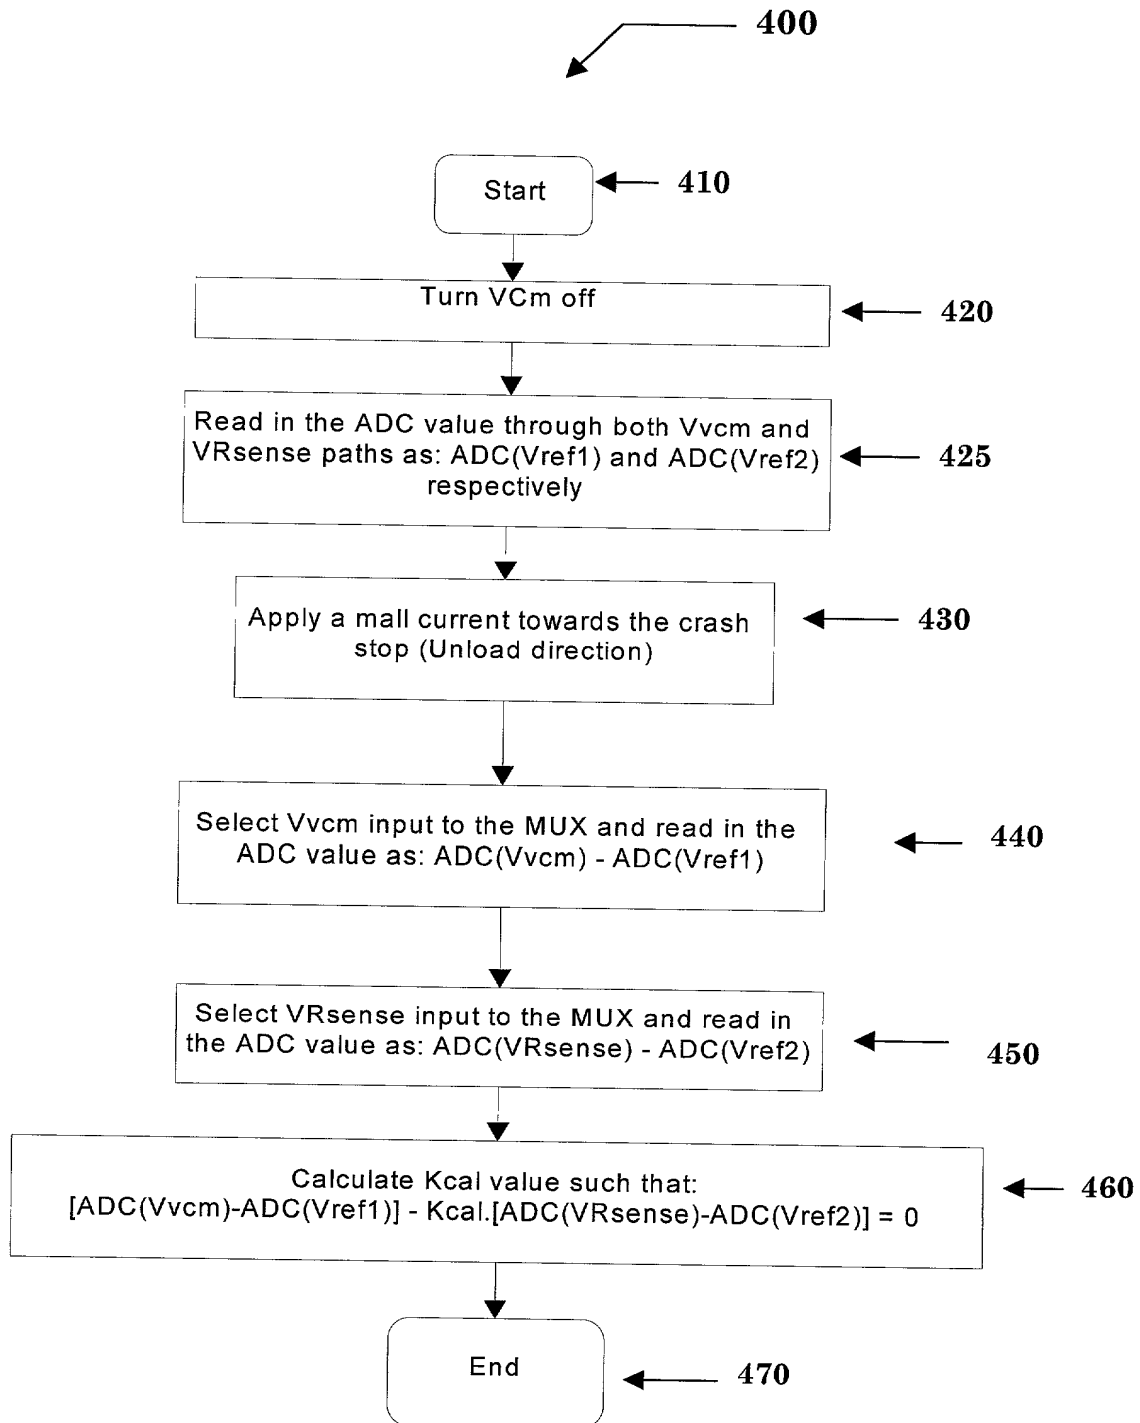 400
Start
410
Turn VCm off
420
Read in the ADC value through both Vvcm and
VRsense paths as: ADC(Vref1) and ADC(Vref2)
respectively
425
Apply a mall current towards the crash
stop (Unload direction)
430
Select Vvcm input to the MUX and read in the
ADC value as: ADC(Vvcm) - ADC(Vref1)
440
Select VRsense input to the MUX and read in
the ADC value as: ADC(VRsense) - ADC(Vref2)
450
Calculate Kcal value such that:
[ADC(Vvcm)-ADC(Vref1)] - Kcal.[ADC(VRsense)-ADC(Vref2)] = 0
460
End
470